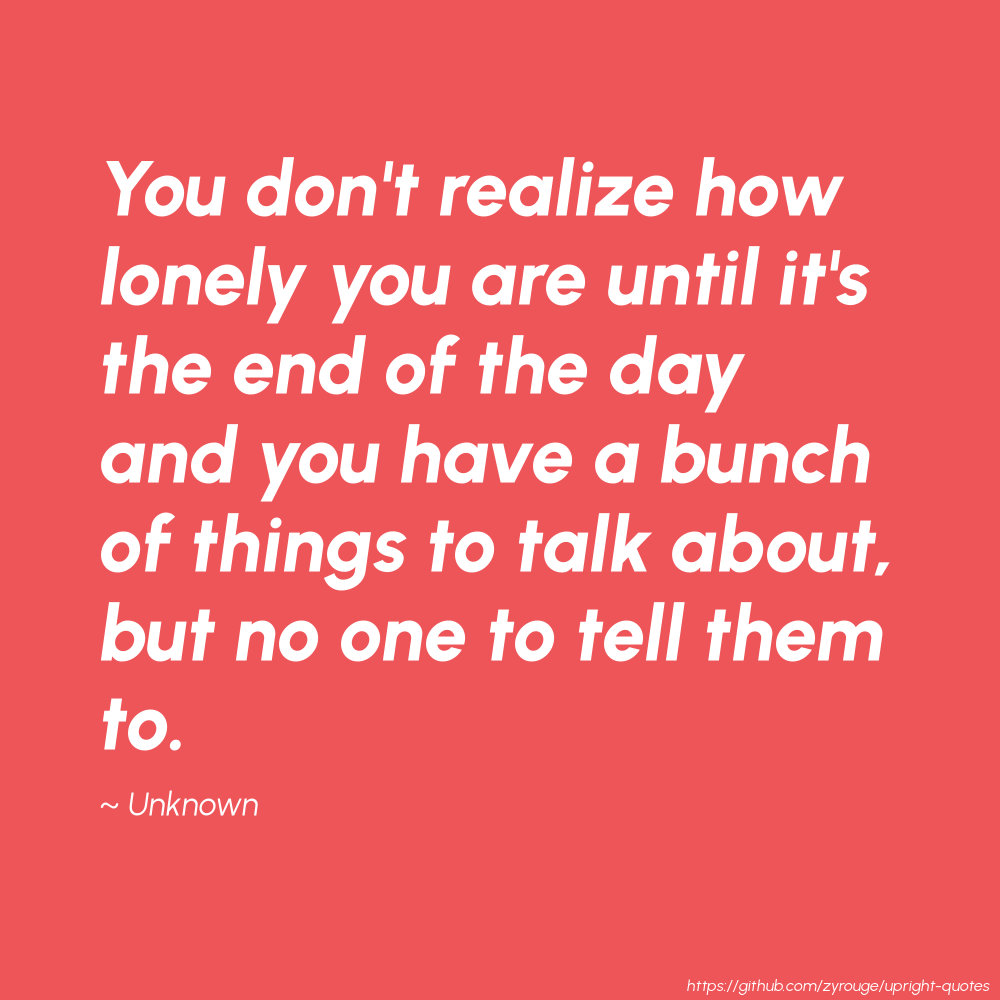 You don't realize how
lonely you are until it's
the end of the day
and you have a bunch
of things to talk about,
but no one to tell them
to.
~ Unknown
https://github.com/zyrouge/upright-quotes